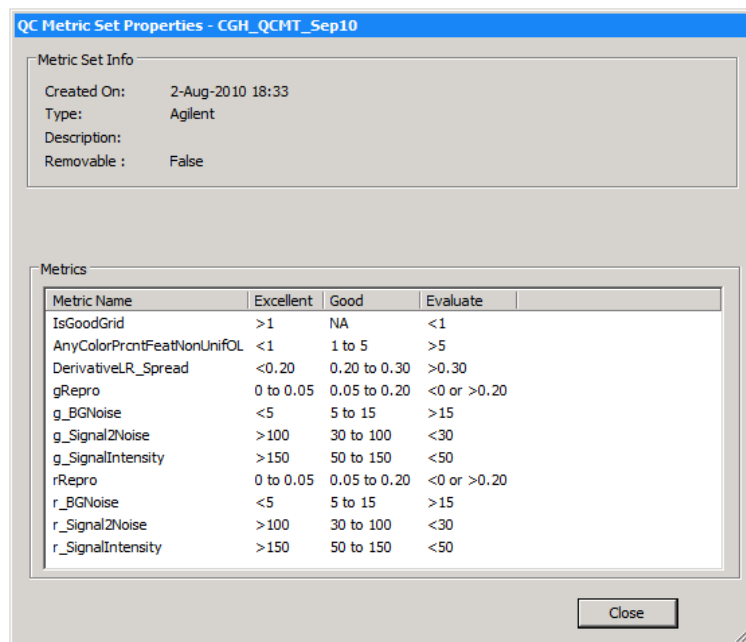 QC Metric Set Properties - CGH_QCMT_Sep10
Metric Set Info
Created On: 2-Aug-2010 18:33
Type: Agilent
Description:
Removable : False
Metrics
Metric Name Excellent Good Evaluate
IsGoodGrid >1 NA <1
AnyColorPrcntFeatNonUnifOL <1 1 to 5 >5
DerivativeLR_Spread <0.20 0.20 to 0.30 >0.30
gRepro 0 to 0.05 0.05 to 0.20 <0 or >0.20
g_BGNoise <5 5 to 15 >15
g_Signal2Noise >100 30 to 100 <30
g_SignalIntensity >150 50 to 150 <50
rRepro 0 to 0.05 0.05 to 0.20 <0 or >0.20
r_BGNoise <5 5 to 15 >15
r_Signal2Noise >100 30 to 100 <30
r_SignalIntensity >150 50 to 150 <50
Close